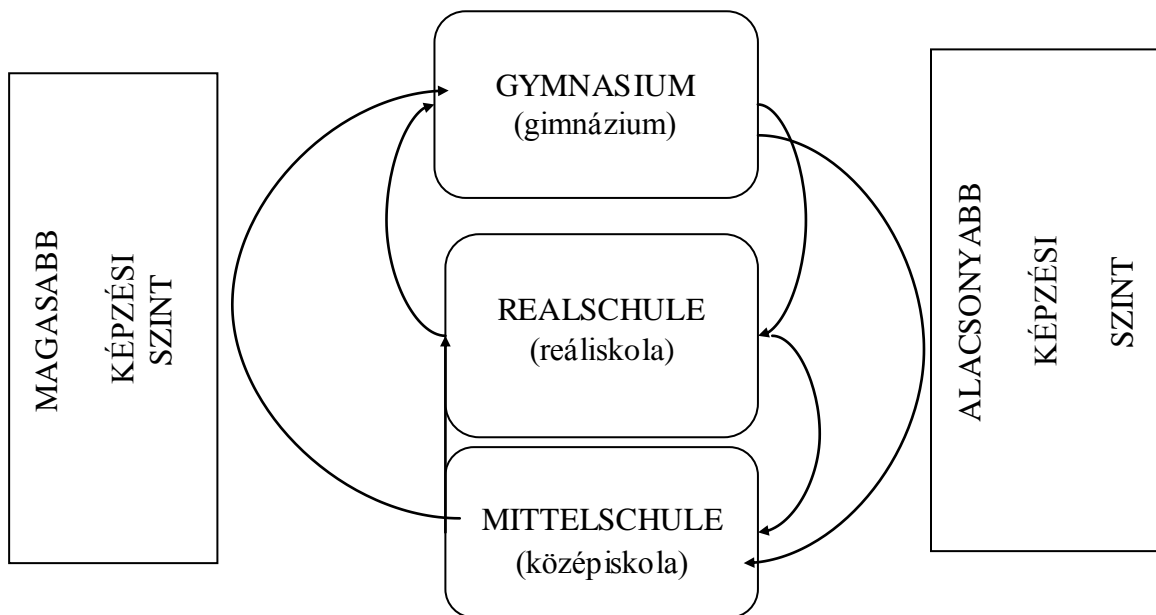 MAGASABB
KÉPZÉSI
SZINT
GYMNASIUM
(gimnázium)
REALSCHULE
(reáliskola)
MITTELSCHULE
(középiskola)
ALACSONYABB
KÉPZÉSI
SZINT